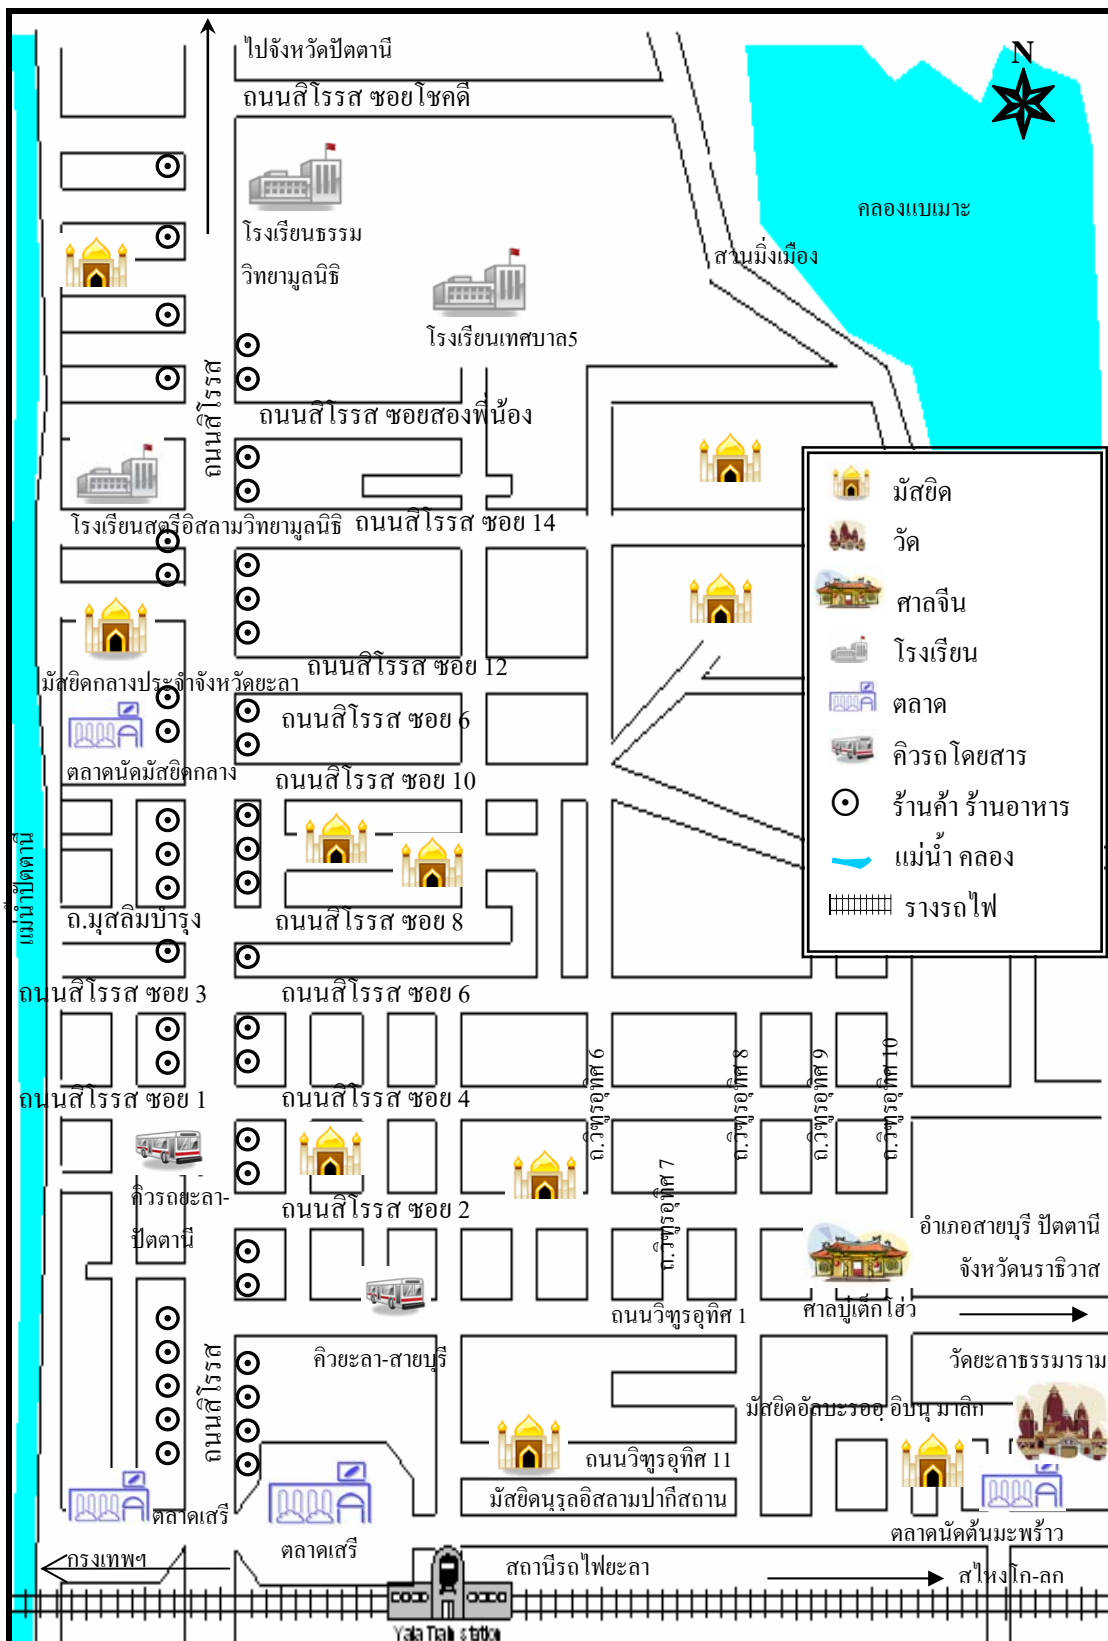 ไปจังหวัดปัตตานี
N
ถนนสิโรรส ซอยโชคดี
คลองแบเมาะ
โรงเรียนธรรม
วิทยามูลนิธิ
สวนมิ่งเมือง
โรงเรียนเทศบาล5
ถนนสิโรรส
ถนนสิโรรส ซอยสองพี่น้อง
มัสยิด
วัด
ศาลจีน
โรงเรียน
ตลาด
คิวรถโดยสาร
ร้านค้า ร้านอาหาร
แม่น้ำ คลอง
รางรถไฟ
โรงเรียนสตรีอิสลามวิทยามูลนิธิ
ถนนสิโรรส ซอย 14
ถนนสิโรรส ซอย 12
มัสยิดกลางประจำจังหวัดยะลา
ถนนสิโรรส ซอย 6
ตลาดนัดมัสยิดกลาง
ถนนสิโรรส ซอย 10
แม่น้ำปัตตานี
ถ.มุสลิมบำรุง
ถนนสิโรรส ซอย 8
ถนนสิโรรส ซอย 3
ถนนสิโรรส ซอย 6
ถนนสิโรรส ซอย 1
ถนนสิโรรส ซอย 4
ถ.วิฑูรอุทิศ 6
ถ.วิฑูรอุทิศ 8
ถ.วิฑูรอุทิศ 9
ถ.วิฑูรอุทิศ 10
ถ.วิฑูรอุทิศ 7
คิวรถยะลา-
ปัตตานี
ถนนสิโรรส ซอย 2
อำเภอสายบุรี ปัตตานี
จังหวัดนราธิวาส
ถนนวิฑูรอุทิศ 1
ศาลปู่เต็กโฮ่ว
ถนนสิโรรส
คิวยะลา-สายบุรี
วัดยะลาธรรมาราม
มัสยิดอัลบะรออฺ อิบนุ มาลิก
ถนนวิฑูรอุทิศ 11
มัสยิดนูรุลอิสลามปากีสถาน
ตลาดเสรี
ตลาดเสรี
ตลาดนัดต้นมะพร้าว
กรุงเทพฯ
สถานีรถไฟยะลา
สุไหงโก-ลก
Yala Train station